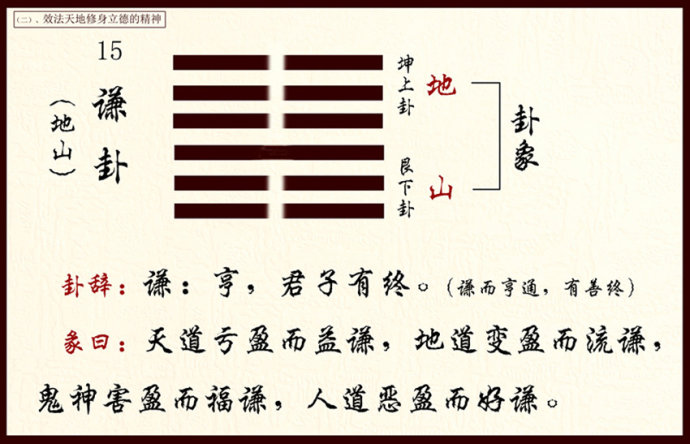 （二）、效法天地修身立德的精神
15
谦卦
（地山）
坤上卦
地
艮下卦
山
卦象
卦辞：谦：亨，君子有终。（谦而亨通，有善终）
彖曰：天道亏盈而益谦，地道变盈而流谦，
鬼神害盈而福谦，人道恶盈而好谦。